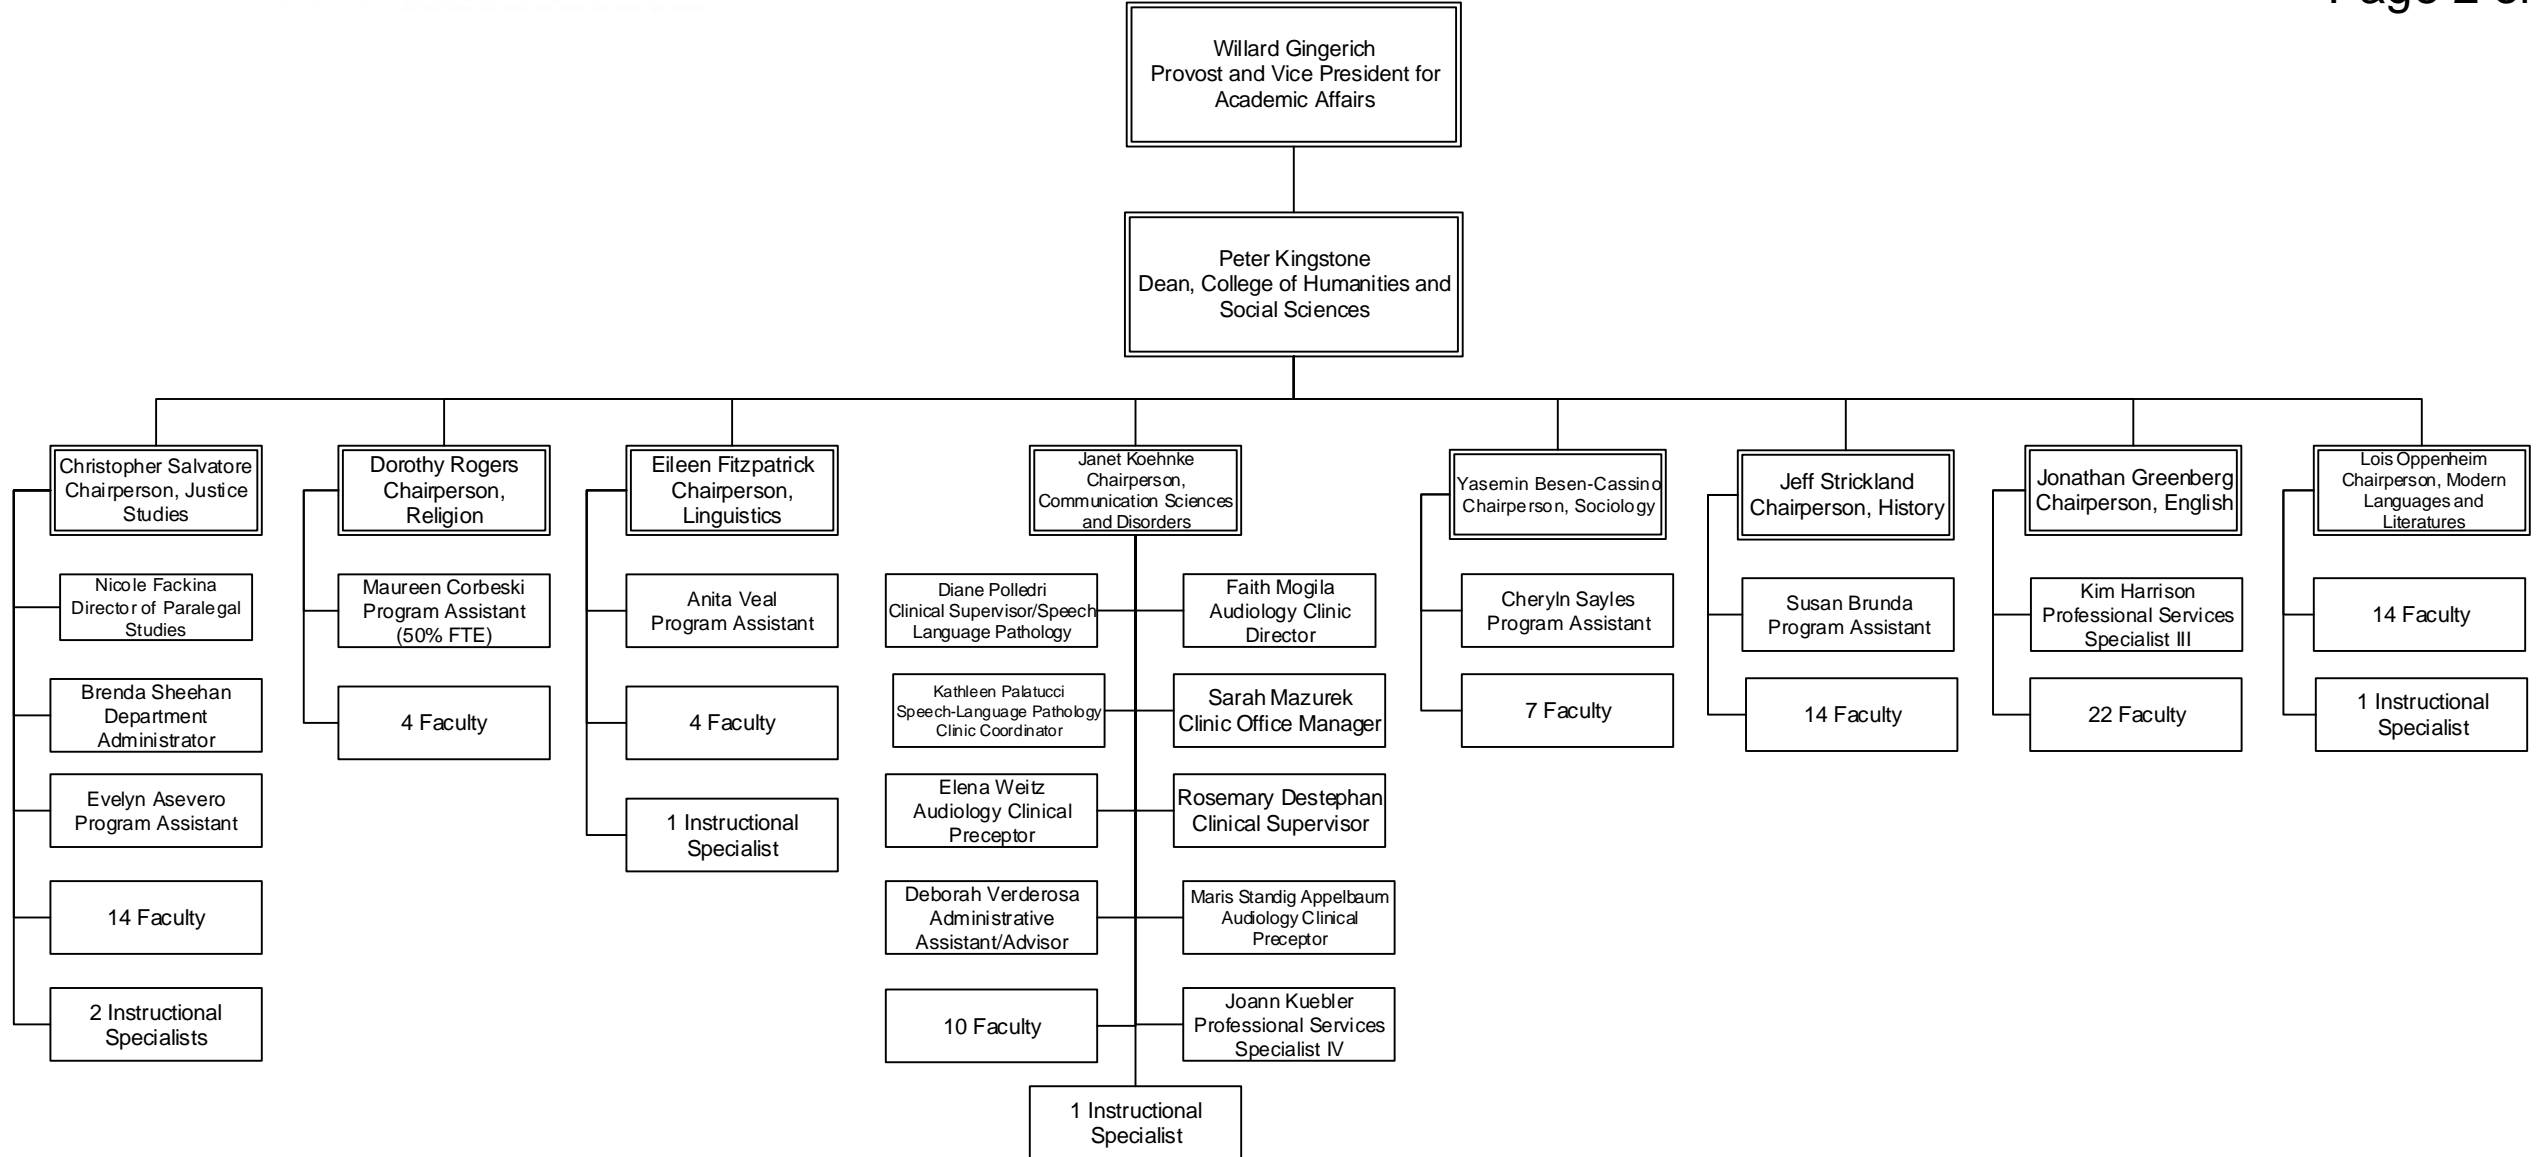 Page 2
Willard Gingerich
Provost and Vice President for
Academic Affairs
Peter Kingstone
Dean, College of Humanities and
Social Sciences
Christopher Salvatore
Chairperson, Justice
Studies
Nicole Fackina
Director of Paralegal
Studies
Brenda Sheehan
Department
Administrator
Evelyn Asevero
Program Assistant
14 Faculty
2 Instructional
Specialists
Dorothy Rogers
Chairperson,
Religion
Maureen Corbeski
Program Assistant
(50% FTE)
4 Faculty
Eileen Fitzpatrick
Chairperson,
Linguistics
Anita Veal
Program Assistant
4 Faculty
1 Instructional
Specialist
Janet Koehnke
Chairperson,
Communication Sciences
and Disorders
Diane Polledri
Clinical Supervisor/Speech
Language Pathology
Faith Mogila
Audiology Clinic
Director
Kathleen Palatucci
Speech-Language Pathology
Clinic Coordinator
Sarah Mazurek
Clinic Office Manager
Elena Weitz
Audiology Clinical
Preceptor
Rosemary Destephan
Clinical Supervisor
Deborah Verderosa
Administrative
Assistant/Advisor
Maris Standig Appelbaum
Audiology Clinical
Preceptor
10 Faculty
Joann Kuebler
Professional Services
Specialist IV
1 Instructional
Specialist
Yasemin Besen-Cassino
Chairperson, Sociology
Cheryln Sayles
Program Assistant
7 Faculty
Jeff Strickland
Chairperson, History
Susan Brunda
Program Assistant
14 Faculty
Jonathan Greenberg
Chairperson, English
Kim Harrison
Professional Services
Specialist III
22 Faculty
Lois Oppenheim
Chairperson, Modern
Languages and
Literatures
14 Faculty
1 Instructional
Specialist